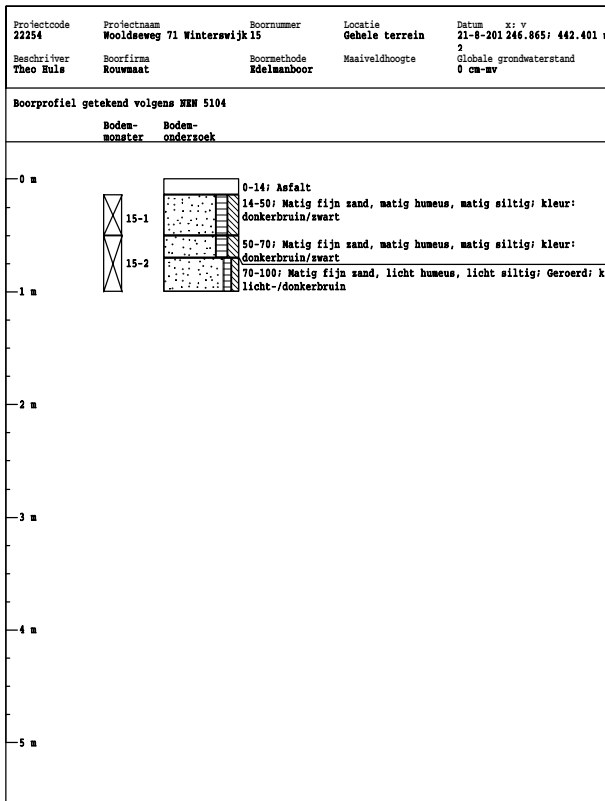 Projectcode Projectnaam Boornummer Locatie Datum x; y
22254 Wooldseweg 71 Winterswijk 15 Gehele terrein 21-8-201 246.865; 442.401
2
Beschrijver Boorfirma Boormethode Maaiveldhoogte Globale grondwaterstand
Theo Huls Rouwmaat Edelmanboor 0 cm-mv
Boorprofiel getekend volgens NEN 5104
Bodem- Bodem-
monster onderzoek
0 m
0-14; Asfalt
14-50; Matig fijn zand, matig humeus, matig siltig; kleur:
15-1 donkerbruin/zwart
50-70; Matig fijn zand, matig humeus, matig siltig; kleur:
donkerbruin/zwart
15-2
70-100; Matig fijn zand, licht humeus, licht siltig; Geroerd; k
1 m licht-/donkerbruin
2 m
3 m
4 m
5 m